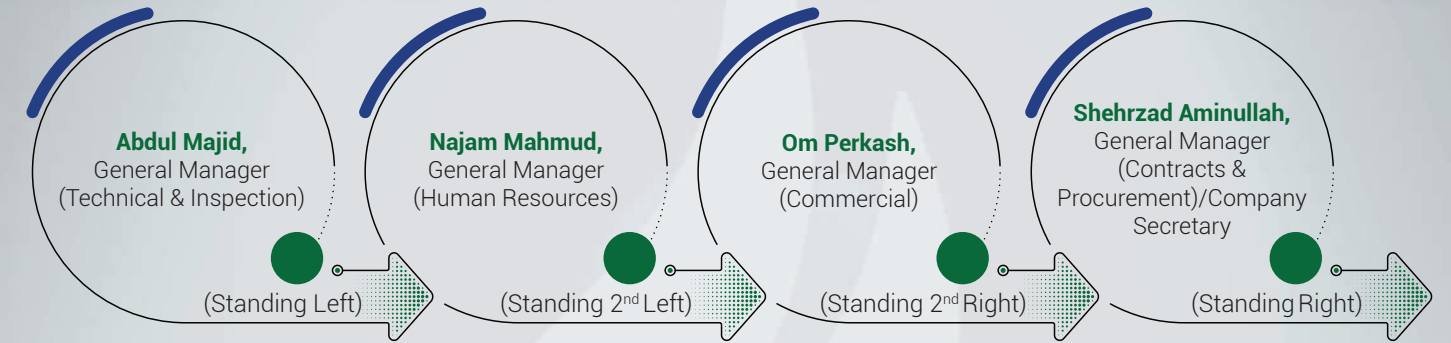 Abdul Majid,
General Manager
(Technical & Inspection)
(Standing Left)
Najam Mahmud,
General Manager
(Human Resources)
(Standing 2nd Left)
Om Perkash,
General Manager
(Commercial)
(Standing 2nd Right)
Shehrzad Aminullah,
General Manager
(Contracts &
Procurement)/Company
Secretary
(Standing Right)